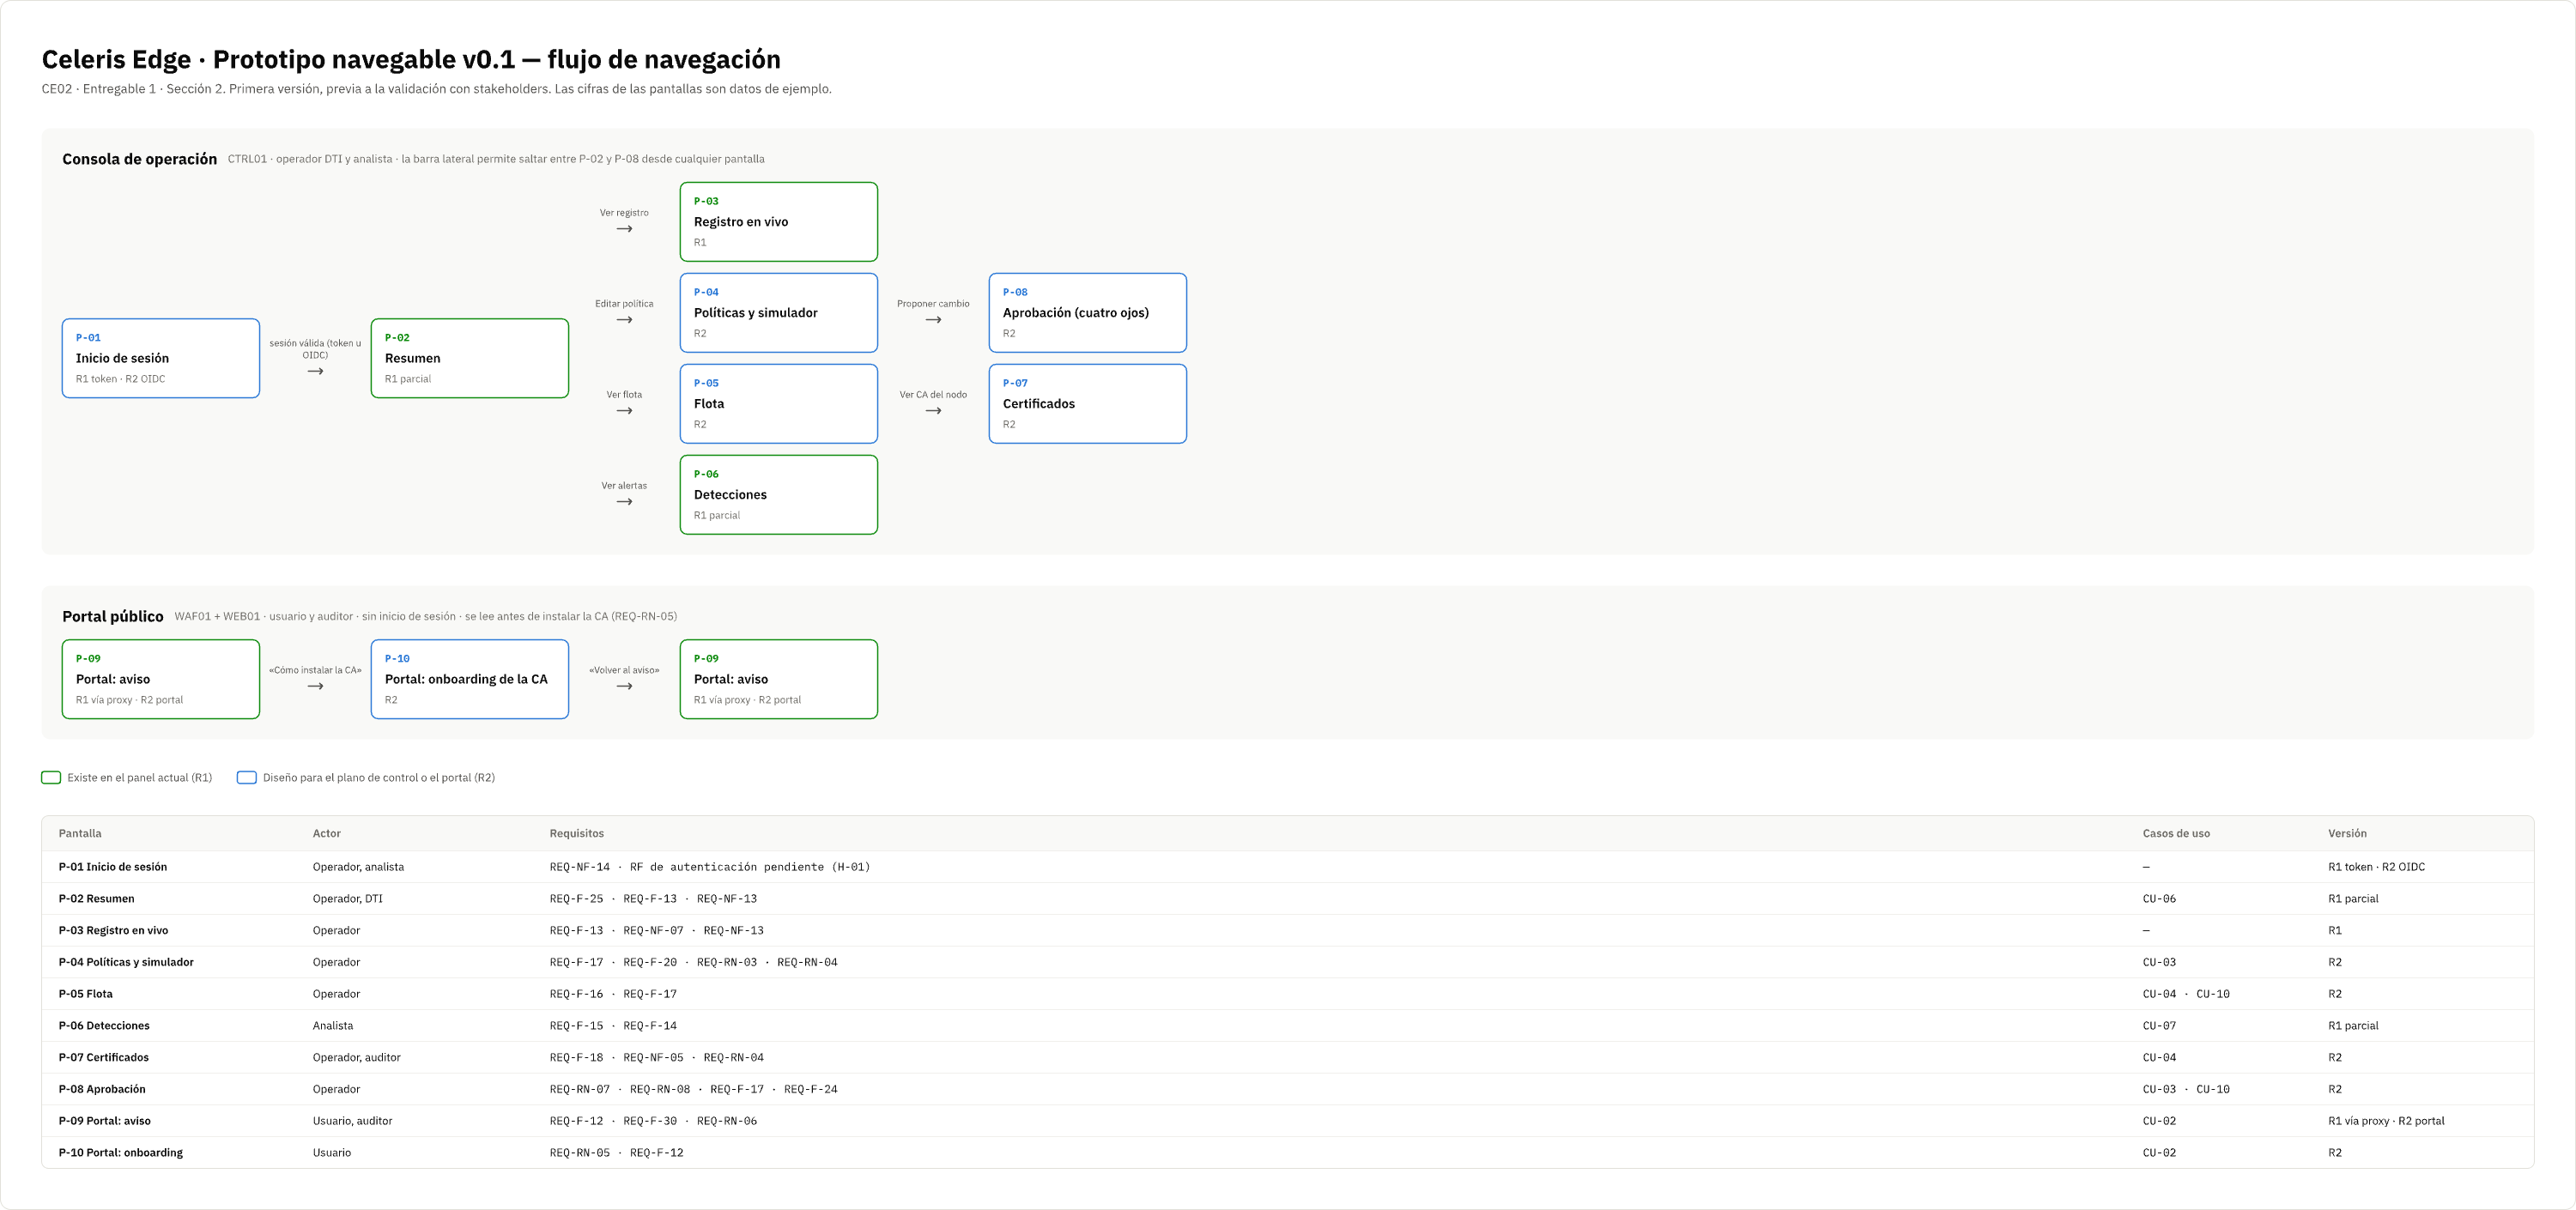 Celeris Edge · Prototipo navegable v0.1 — flujo de navegación
CE02 · Entregable 1 · Sección 2. Primera versión, previa a la validación con stakeholders. Las cifras de las pantallas son datos de ejemplo.
Consola de operación CTRL01 · operador DTI y analista · la barra lateral permite saltar entre P-02 y P-08 desde cualquier pantalla
P-01
Inicio de sesión
R1 token · R2 OIDC
sesión válida (token u
OIDC)
→
P-02
Resumen
R1 parcial
Ver registro
→
P-03
Registro en vivo
R1
Editar política
→
P-04
Políticas y simulador
R2
Proponer cambio
→
P-08
Aprobación (cuatro ojos)
R2
Ver flota
→
P-05
Flota
R2
Ver CA del nodo
→
P-07
Certificados
R2
Ver alertas
→
P-06
Detecciones
R1 parcial
Portal público WAF01 + WEB01 · usuario y auditor · sin inicio de sesión · se lee antes de instalar la CA (REQ-RN-05)
P-09
Portal: aviso
R1 vía proxy · R2 portal
«Cómo instalar la CA»
→
P-10
Portal: onboarding de la CA
R2
«Volver al aviso»
→
P-09
Portal: aviso
R1 vía proxy · R2 portal
Existe en el panel actual (R1) Diseño para el plano de control o el portal (R2)
Pantalla Actor Requisitos Casos de uso Versión
P-01 Inicio de sesión Operador, analista REQ-NF-14 · RF de autenticación pendiente (H-01) — R1 token · R2 OIDC
P-02 Resumen Operador, DTI REQ-F-25 · REQ-F-13 · REQ-NF-13 CU-06 R1 parcial
P-03 Registro en vivo Operador REQ-F-13 · REQ-NF-07 · REQ-NF-13 — R1
P-04 Políticas y simulador Operador REQ-F-17 · REQ-F-20 · REQ-RN-03 · REQ-RN-04 CU-03 R2
P-05 Flota Operador REQ-F-16 · REQ-F-17 CU-04 · CU-10 R2
P-06 Detecciones Analista REQ-F-15 · REQ-F-14 CU-07 R1 parcial
P-07 Certificados Operador, auditor REQ-F-18 · REQ-NF-05 · REQ-RN-04 CU-04 R2
P-08 Aprobación Operador REQ-RN-07 · REQ-RN-08 · REQ-F-17 · REQ-F-24 CU-03 · CU-10 R2
P-09 Portal: aviso Usuario, auditor REQ-F-12 · REQ-F-30 · REQ-RN-06 CU-02 R1 vía proxy · R2 portal
P-10 Portal: onboarding Usuario REQ-RN-05 · REQ-F-12 CU-02 R2